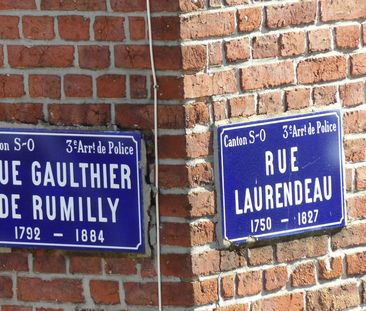 ton S-O 3e Arrt de Police
UE GAULTHIER
DE RUMILLY
1792 - 1884
Canton S-O 3e Arrt de Police
RUE
LAURENDEAU
1750 - 1827